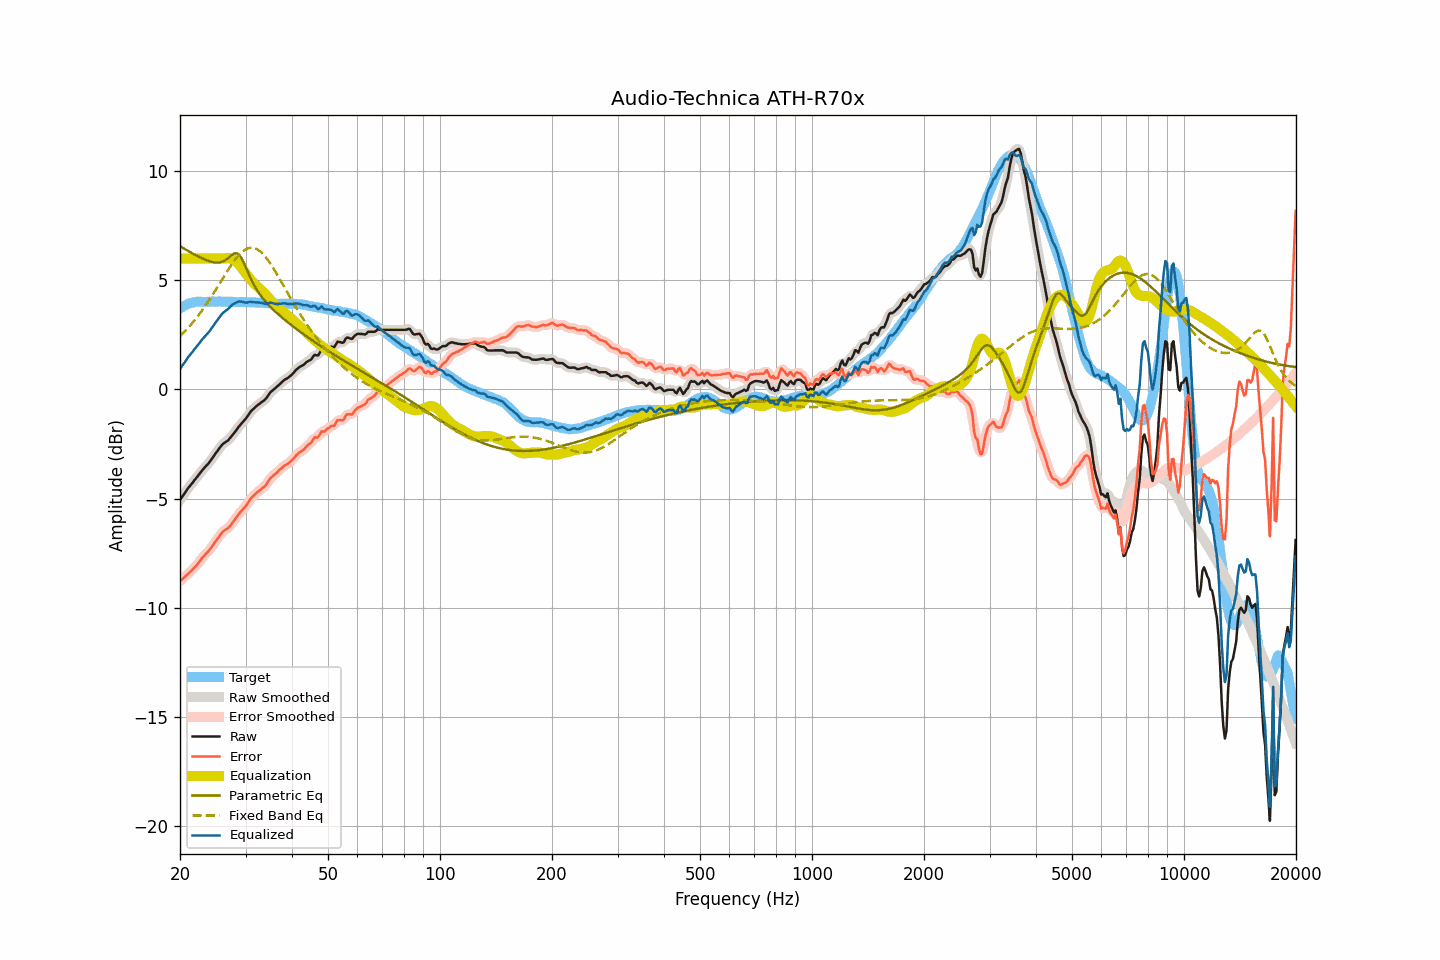 Audio-Technica ATH-R70x
10
5
0
−5
−10
−15
−20
Amplitude (dBr)
Target
Raw Smoothed
Error Smoothed
Raw
Error
Equalization
Parametric Eq
Fixed Band Eq
Equalized
20 50 100 200 500 1000 2000 5000 10000 20000
Frequency (Hz)